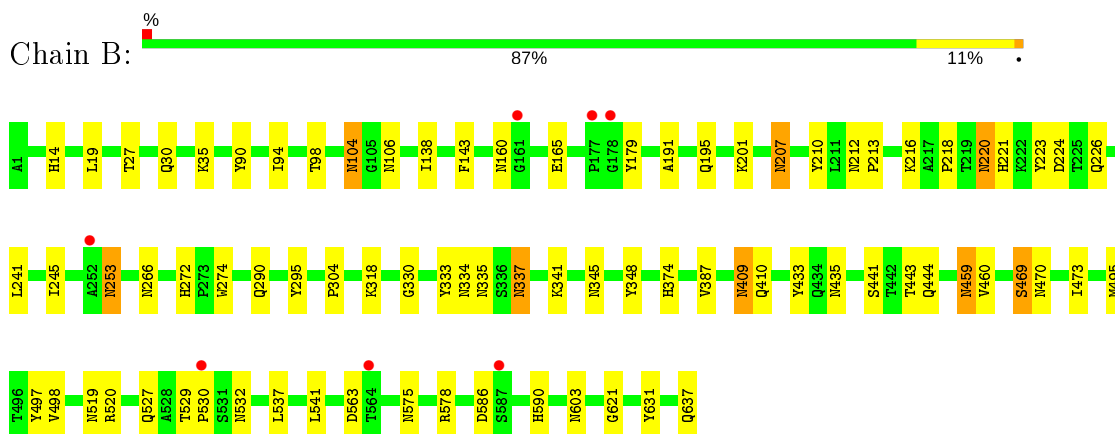 %
Chain B:
87% 11% •
A1 H14 L19 T27 Q30 K35 Y90 I94 T98 N104 G105 N106 I138 F143 N160 G161 E165 P177 G178 Y179 A191 Q195 K201 N207 Y210 L211 N212 P213 K216 A217 P218 T219 N220 H221 K222 Y223 D224 T225 Q226
L241 I245 A252 N253 N266 H272 P273 W274 Q290 Y295 P304 K318 G330 Y333 N334 N335 S336 N337 K341 N345 Y348 H374 V387 N409 Q410 Y433 Q434 N435 S441 T442 T443 Q444 N459 V460 S469 N470 I473 M495
T496 Y497 V498 N519 R520 Q527 A528 T529 P530 S531 N532 L537 L541 D563 T564 N575 R578 D586 S587 H590 N603 G621 Y631 Q637